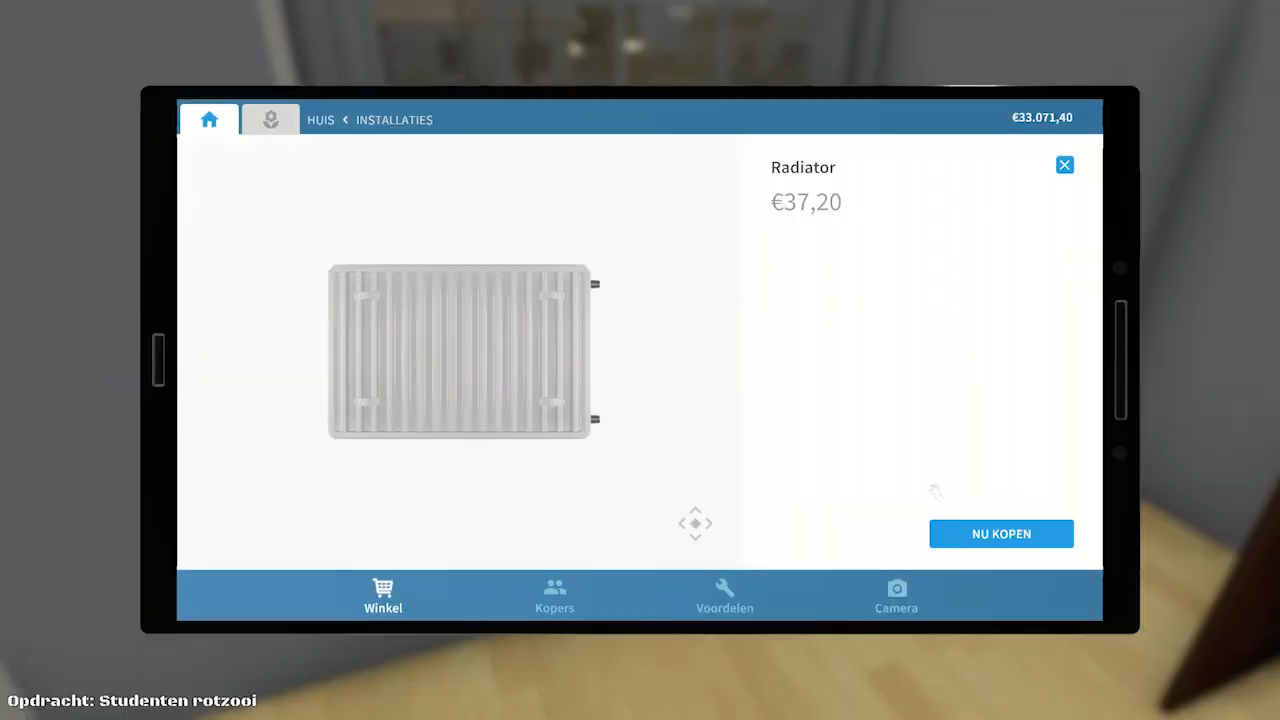 HUIS < INSTALLATIES
€33.071,40
Radiator
€37,20
NU KOPEN
Winkel
Kopers
Voordelen
Camera
Opdracht: Studenten rotzooi